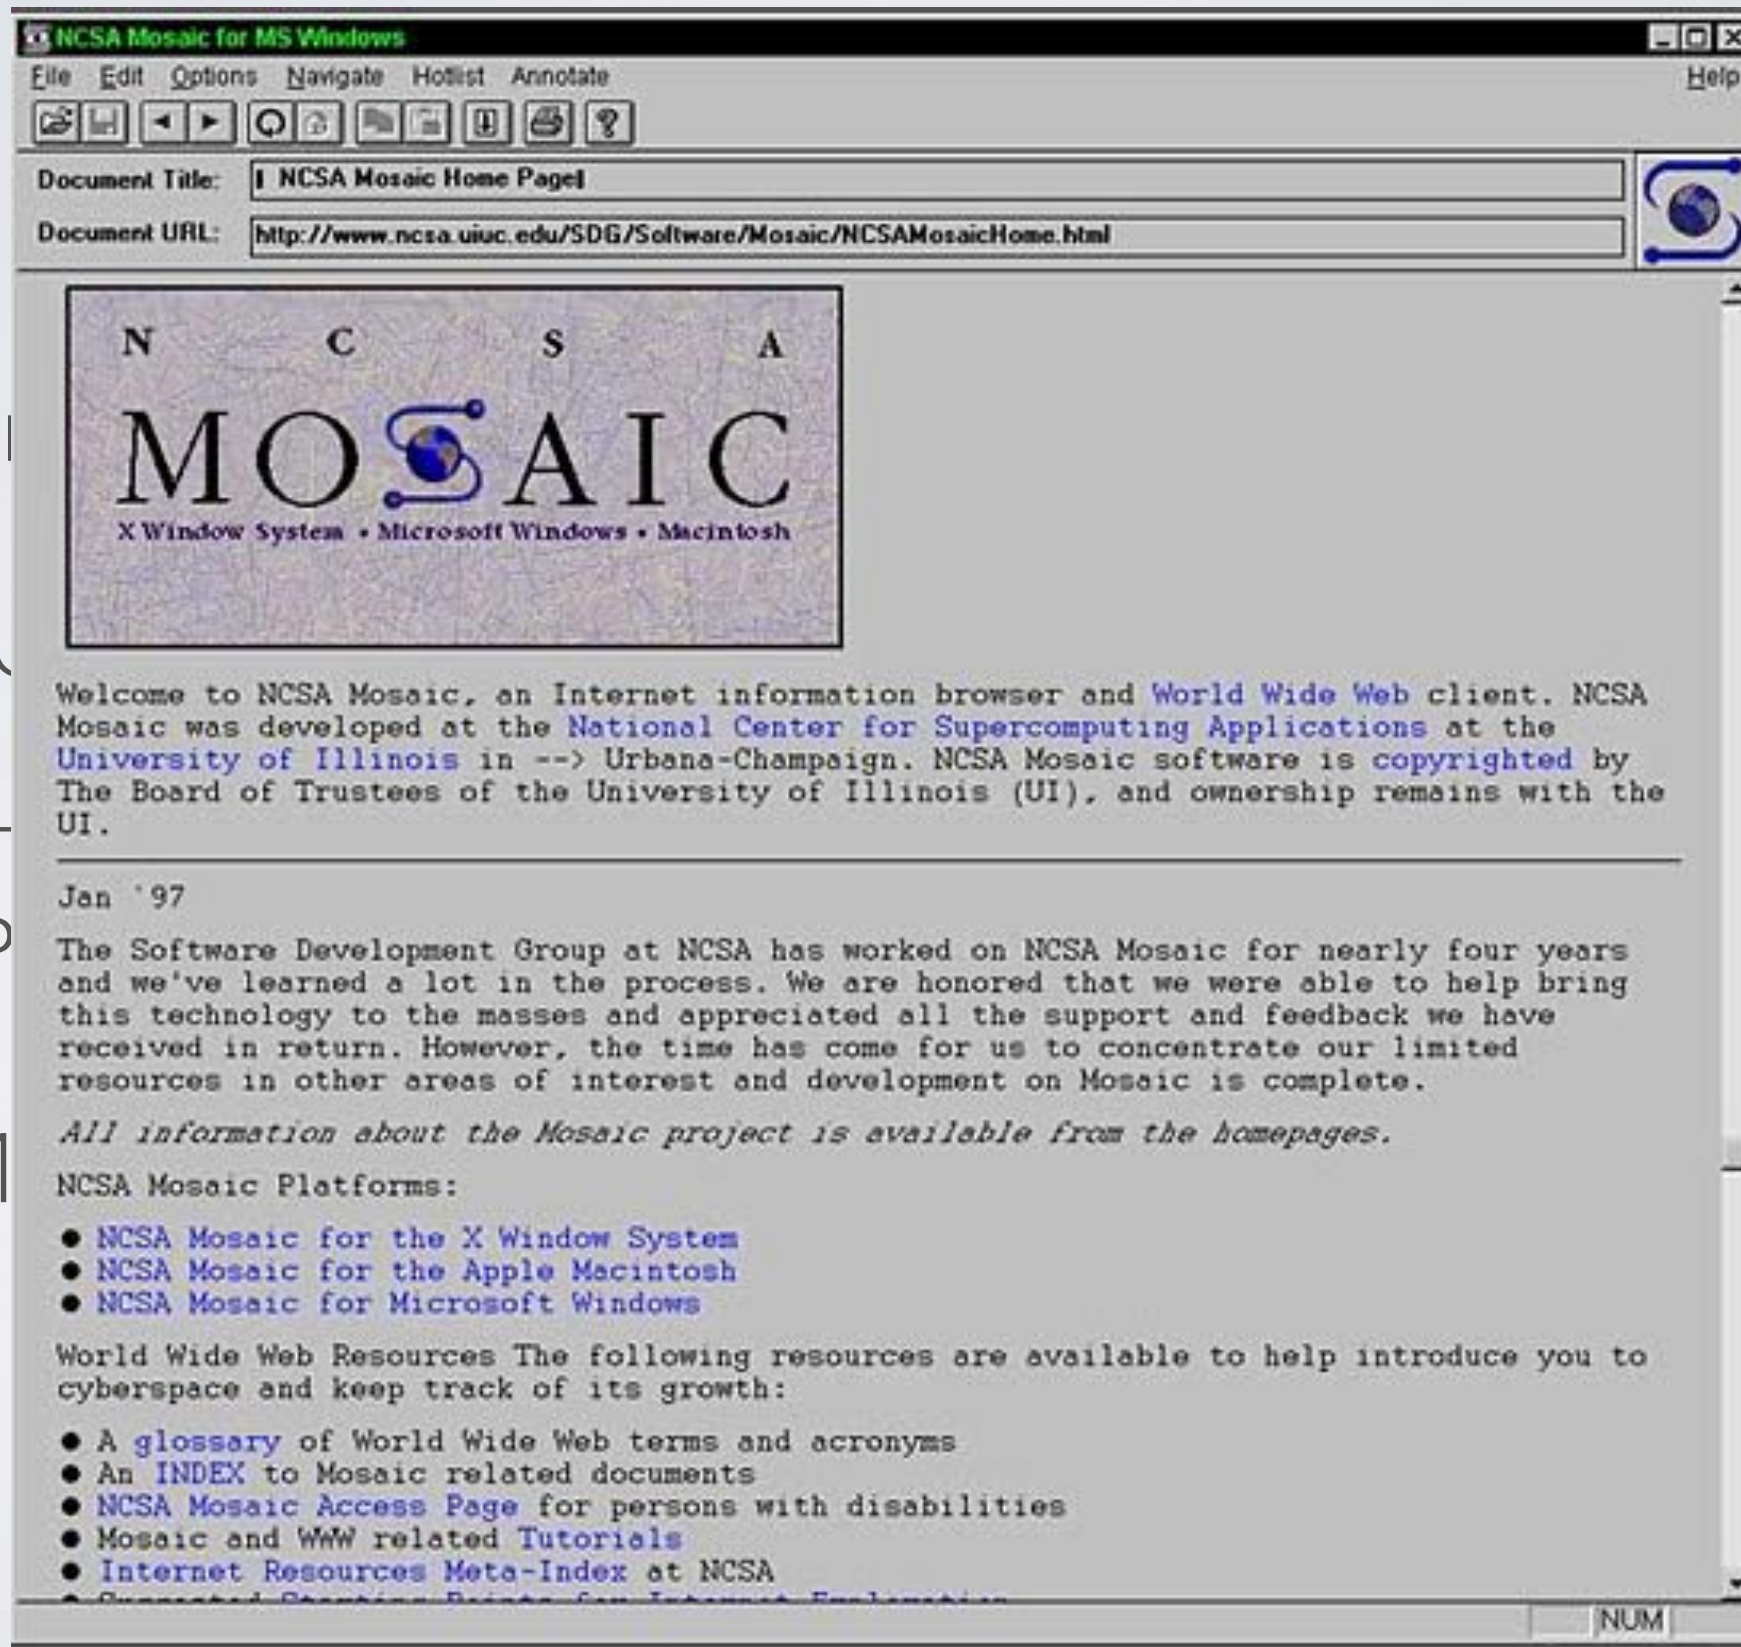 NCSA Mosaic for MS Windows
File Edit Options Navigate Hotlist Annotate Help
Document Title: NCSA Mosaic Home Page
Document URL: http://www.ncsa.uiuc.edu/SDG/Software/Mosaic/NCSAMosaicHome.html
N C S A
MOSAIC
X Window System • Microsoft Windows • Macintosh
Welcome to NCSA Mosaic, an Internet information browser and World Wide Web client. NCSA
Mosaic was developed at the National Center for Supercomputing Applications at the
University of Illinois in --> Urbana-Champaign. NCSA Mosaic software is copyrighted by
The Board of Trustees of the University of Illinois (UI), and ownership remains with the
UI.
Jan '97
The Software Development Group at NCSA has worked on NCSA Mosaic for nearly four years
and we've learned a lot in the process. We are honored that we were able to help bring
this technology to the masses and appreciated all the support and feedback we have
received in return. However, the time has come for us to concentrate our limited
resources in other areas of interest and development on Mosaic is complete.
All information about the Mosaic project is available from the homepages.
NCSA Mosaic Platforms:
● NCSA Mosaic for the X Window System
● NCSA Mosaic for the Apple Macintosh
● NCSA Mosaic for Microsoft Windows
World Wide Web Resources The following resources are available to help introduce you to
cyberspace and keep track of its growth:
● A glossary of World Wide Web terms and acronyms
● An INDEX to Mosaic related documents
● NCSA Mosaic Access Page for persons with disabilities
● Mosaic and WWW related Tutorials
● Internet Resources Meta-Index at NCSA
NUM